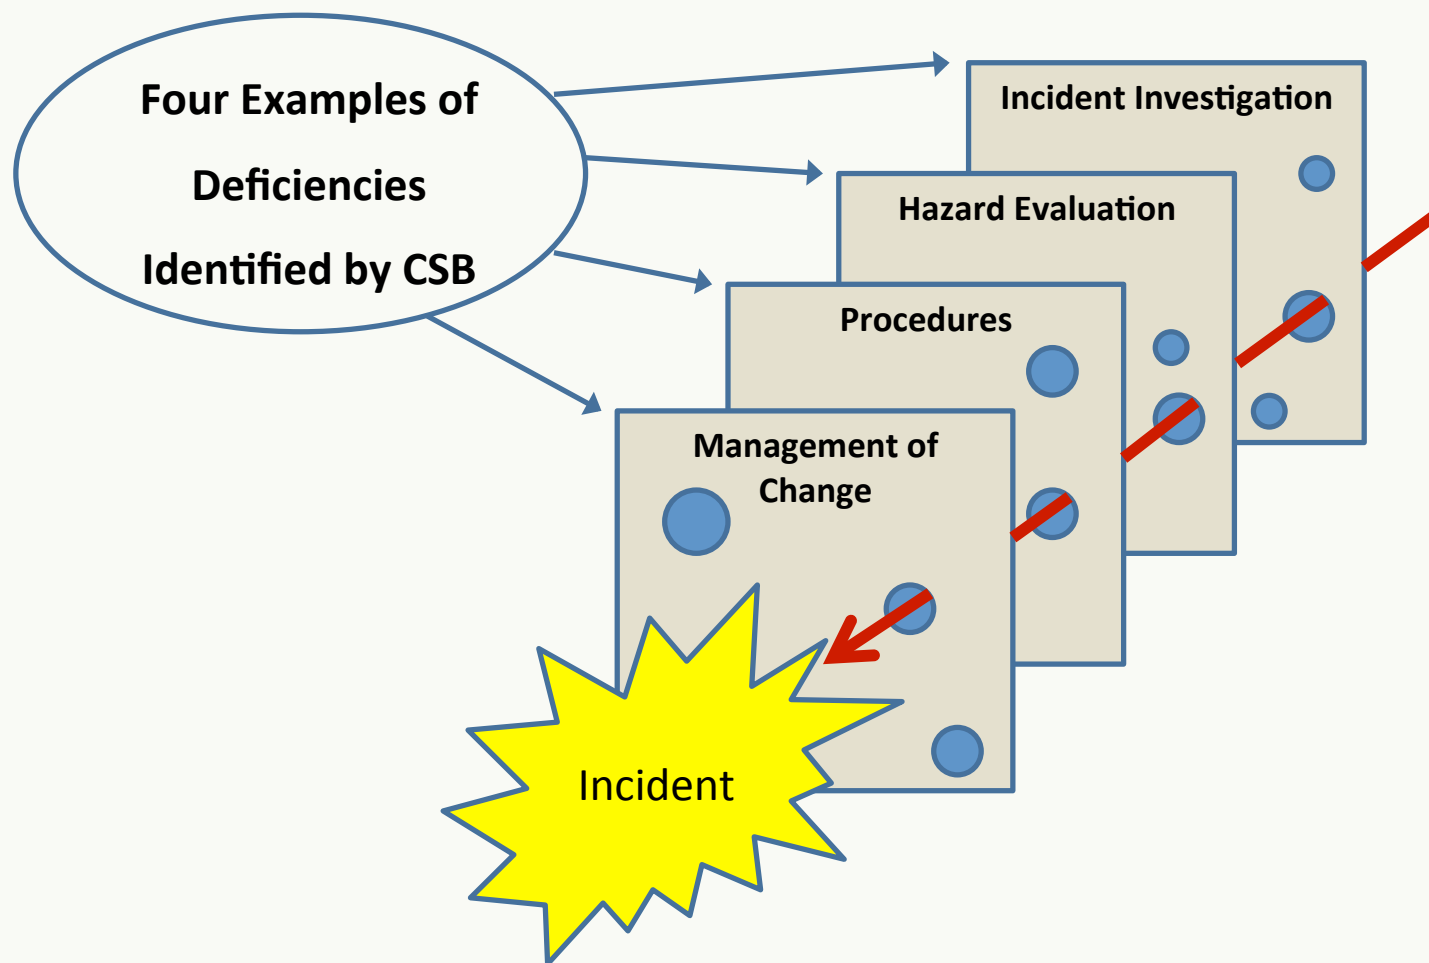 Four Examples of
Deficiencies
Identified by CSB
Incident Investigation
Hazard Evaluation
Procedures
Management of
Change
Incident